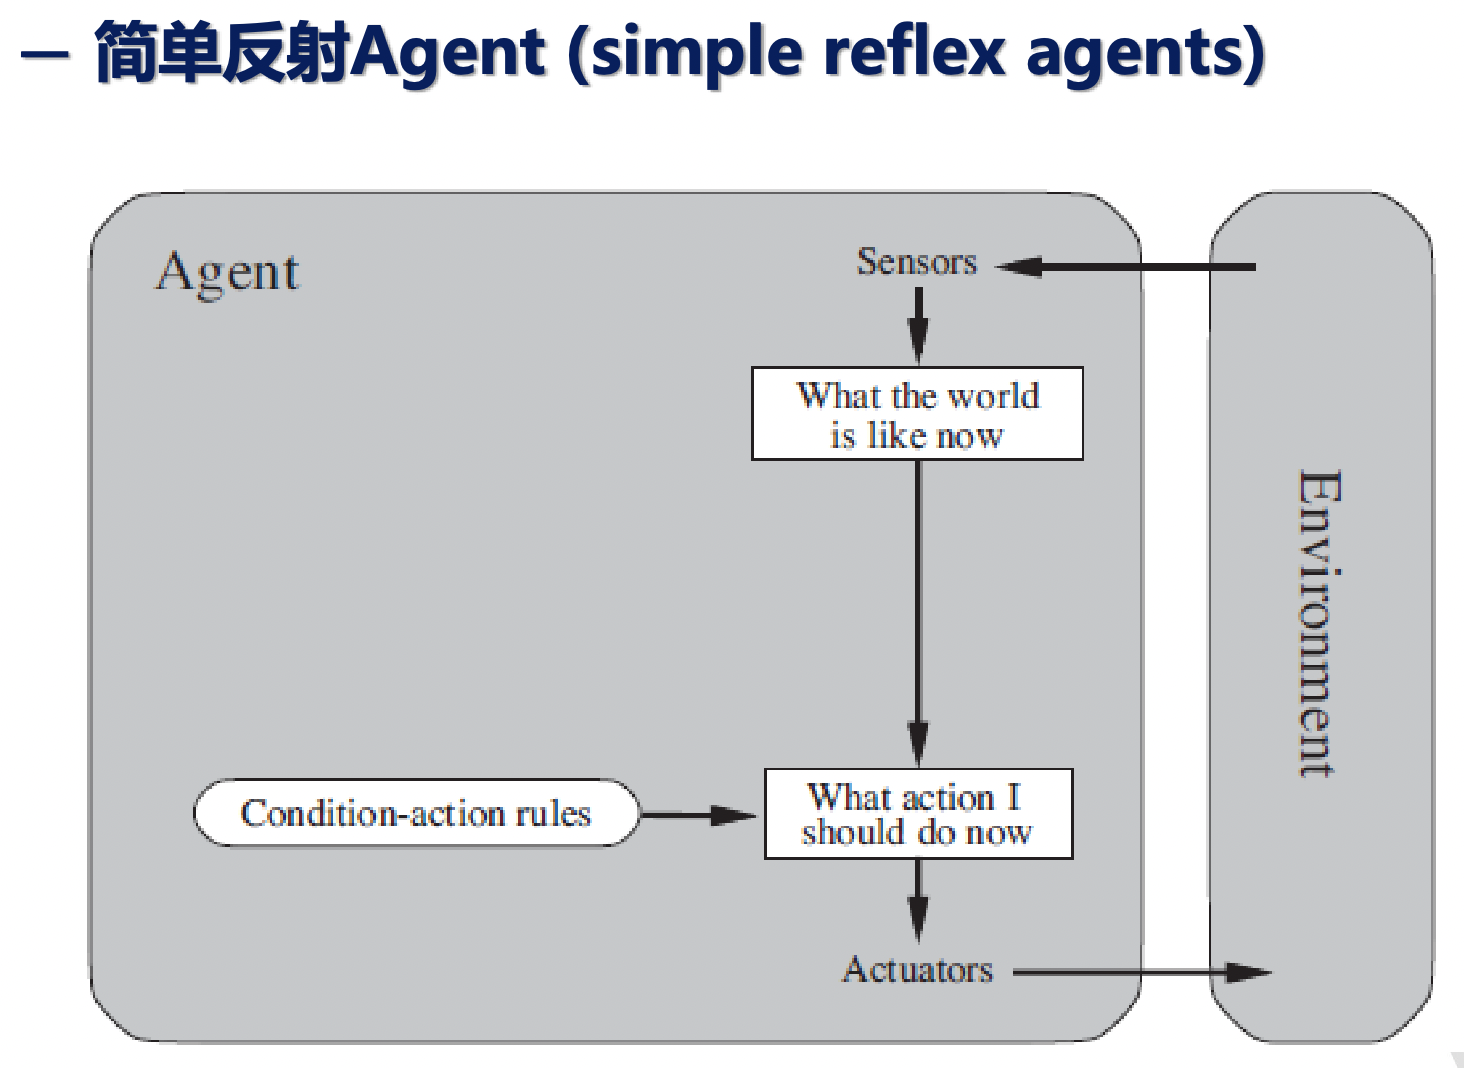 — 简单反射Agent (simple reflex agents)
Agent
Sensors
What the world
is like now
Environment
Condition-action rules
What action I
should do now
Actuators